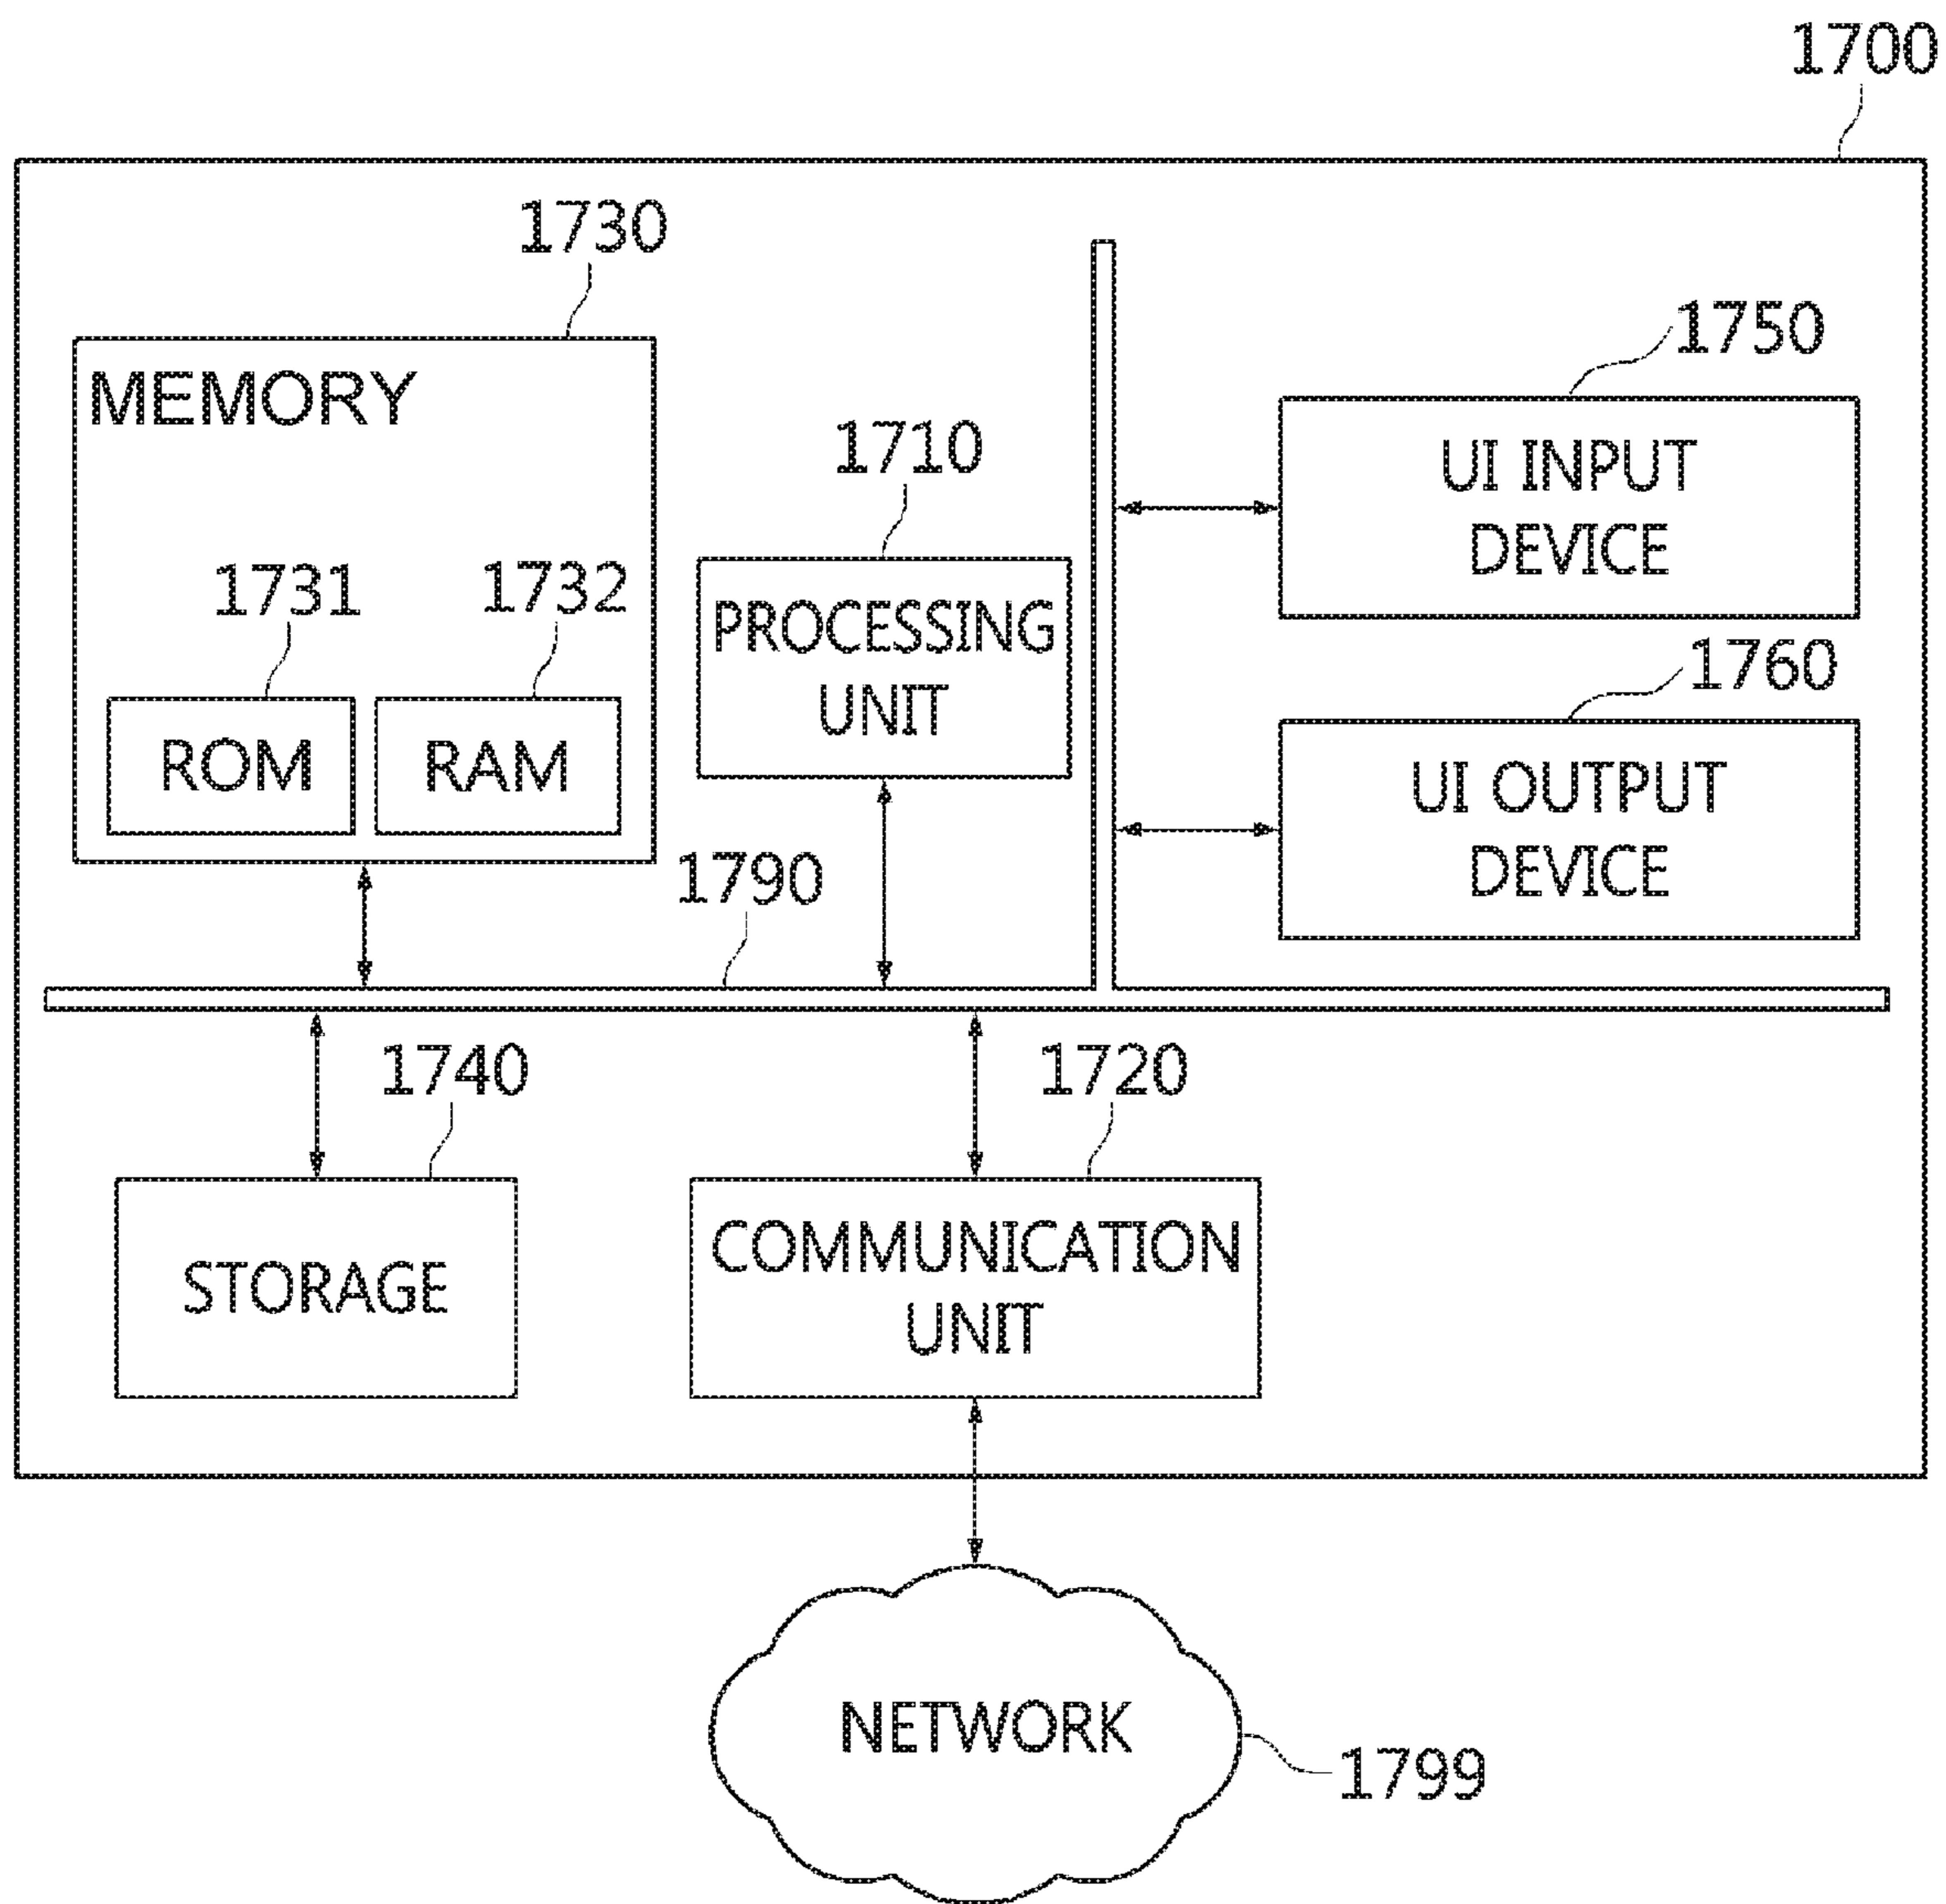 1700
1730
MEMORY
1731
1732
ROM
RAM
1710
PROCESSING
UNIT
1750
UI INPUT
DEVICE
1760
UI OUTPUT
DEVICE
1790
1740
STORAGE
1720
COMMUNICATION
UNIT
NETWORK
1799